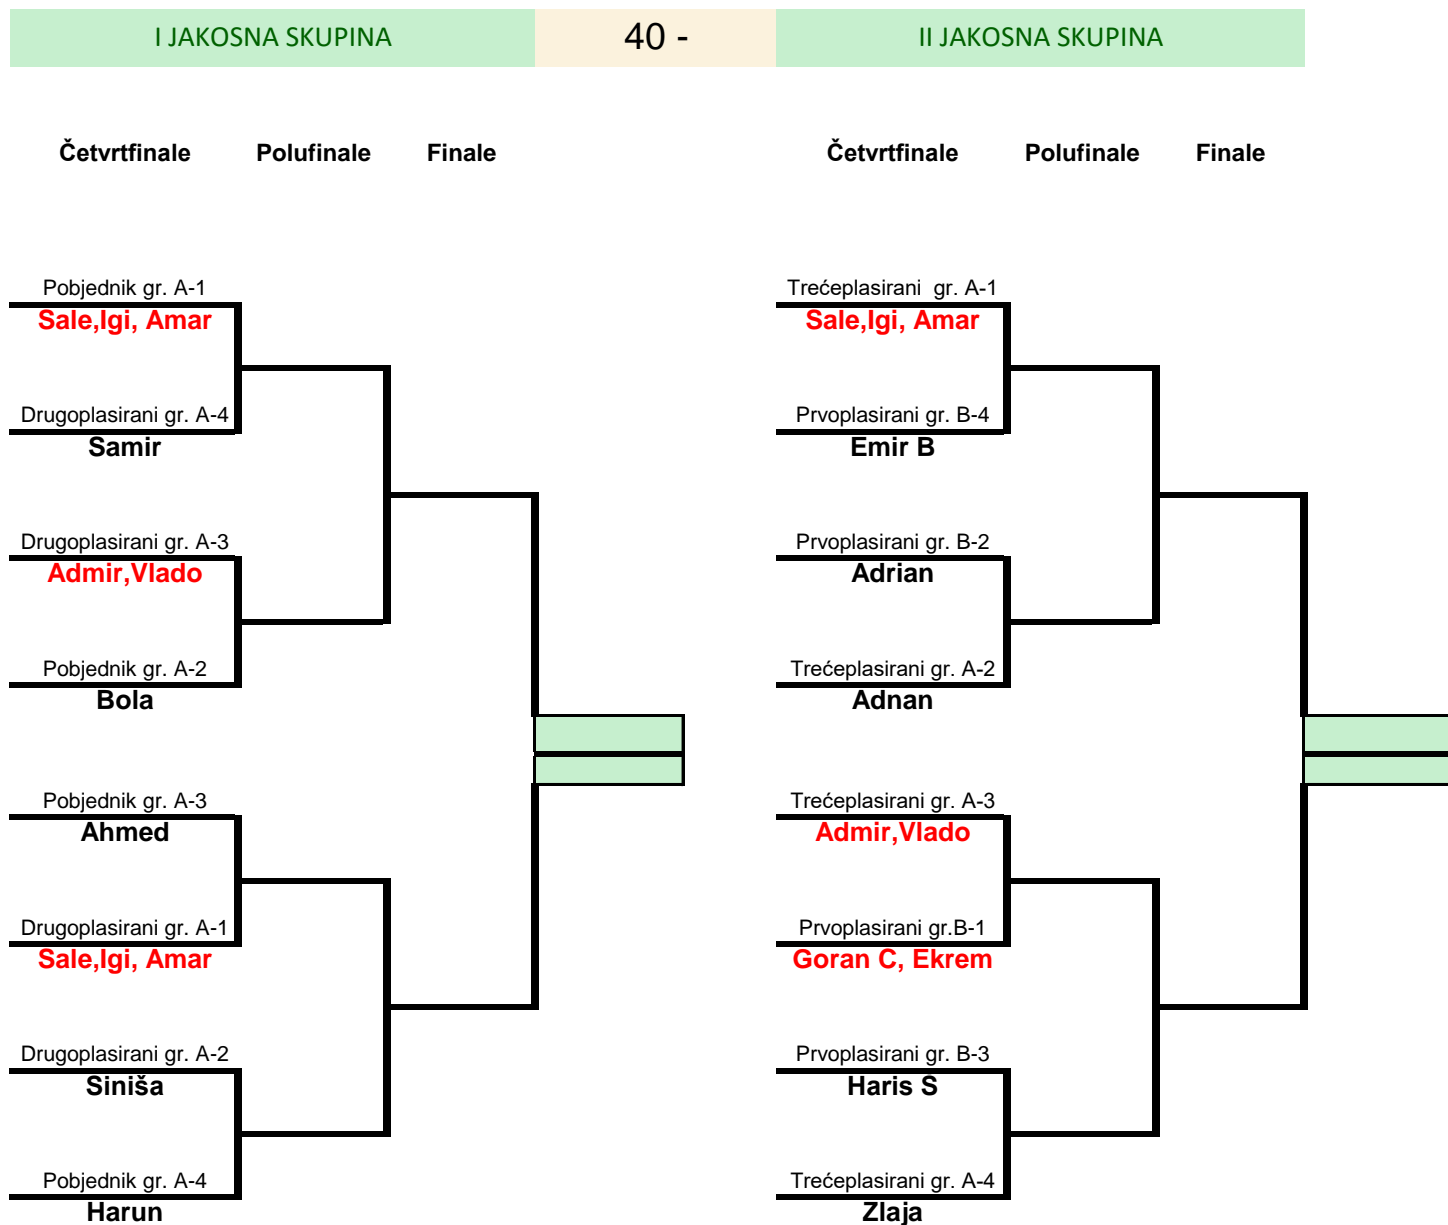 I JAKOSNA SKUPINA
40 -
II JAKOSNA SKUPINA
Četvrtfinale Polufinale Finale
Četvrtfinale Polufinale Finale
Pobjednik gr. A-1
Sale,Igi, Amar
Drugoplasirani gr. A-4
Samir
Drugoplasirani gr. A-3
Admir,Vlado
Pobjednik gr. A-2
Bola
Pobjednik gr. A-3
Ahmed
Drugoplasirani gr. A-1
Sale,Igi, Amar
Drugoplasirani gr. A-2
Siniša
Pobjednik gr. A-4
Harun
Trećeplasirani gr. A-1
Sale,Igi, Amar
Prvoplasirani gr. B-4
Emir B
Prvoplasirani gr. B-2
Adrian
Trećeplasirani gr. A-2
Adnan
Trećeplasirani gr. A-3
Admir,Vlado
Prvoplasirani gr.B-1
Goran C, Ekrem
Prvoplasirani gr. B-3
Haris Š
Trećeplasirani gr. A-4
Zlaja